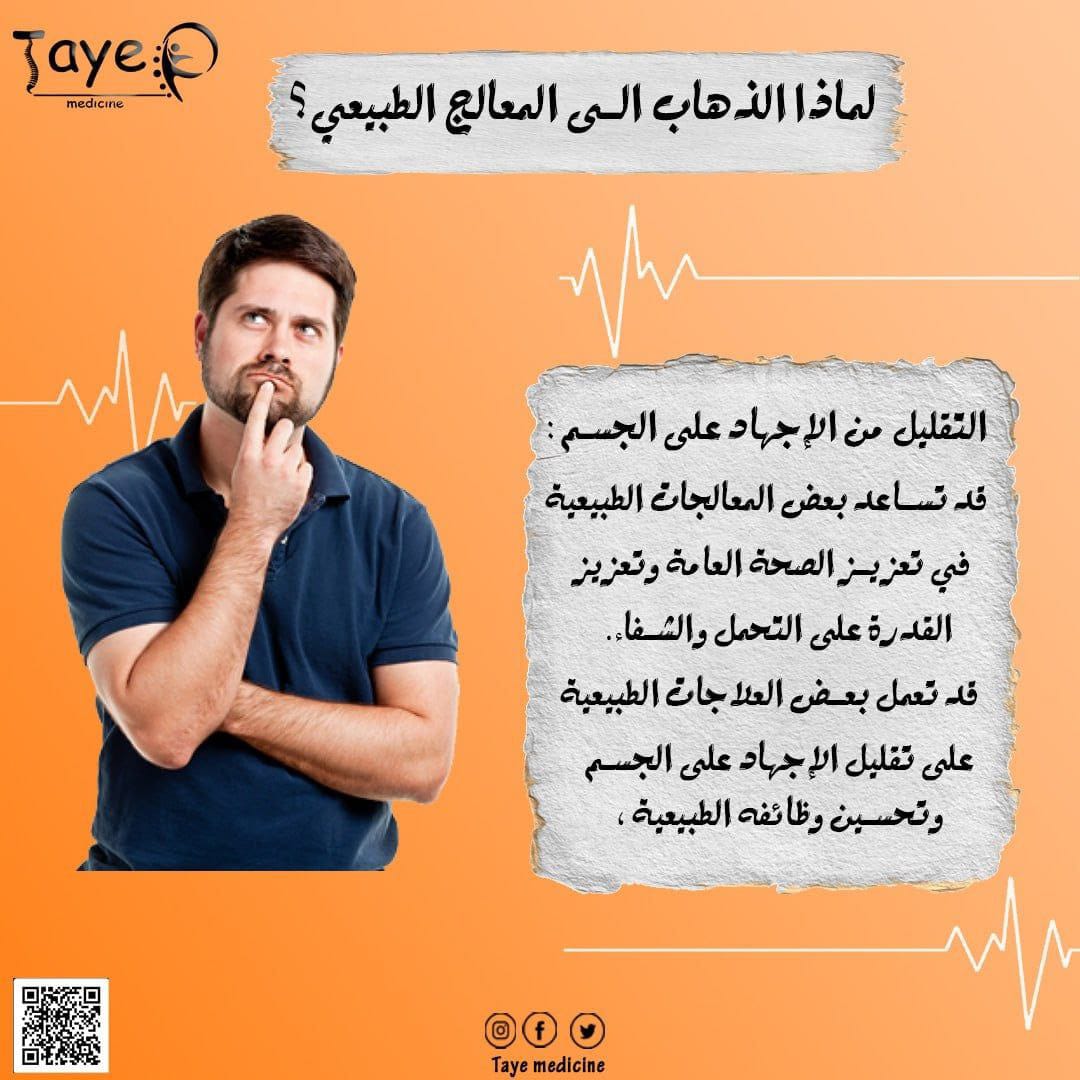 Taye
medicine
لماذا الذهاب الى المعالج الطبيعي؟
التقليل من الإجهاد على الجسم :
قد تساعد بعض المعالجات الطبيعية
في تعزيز الصحة العامة وتعزيز
القدرة على التحمل والشفاء.
قد تعمل بعض العلاجات الطبيعية
على تقليل الإجهاد على الجسم
وتحسين وظائفه الطبيعية ،
Taye medicine